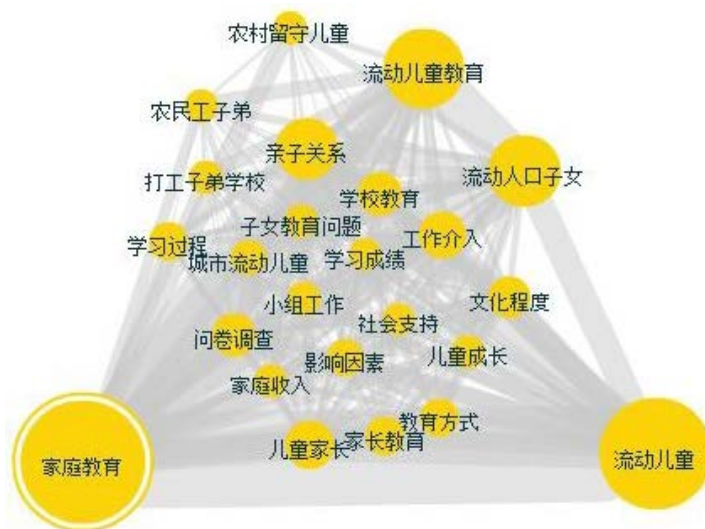 农村留守儿童
流动儿童教育
农民工子弟
亲子关系
流动人口子女
打工子弟学校
学校教育
子女教育问题
工作介入
学习过程
城市流动儿童
学习成绩
小组工作
文化程度
社会支持
问卷调查
影响因素
儿童成长
家庭收入
教育方式
儿童家长
家长教育
家庭教育
流动儿童